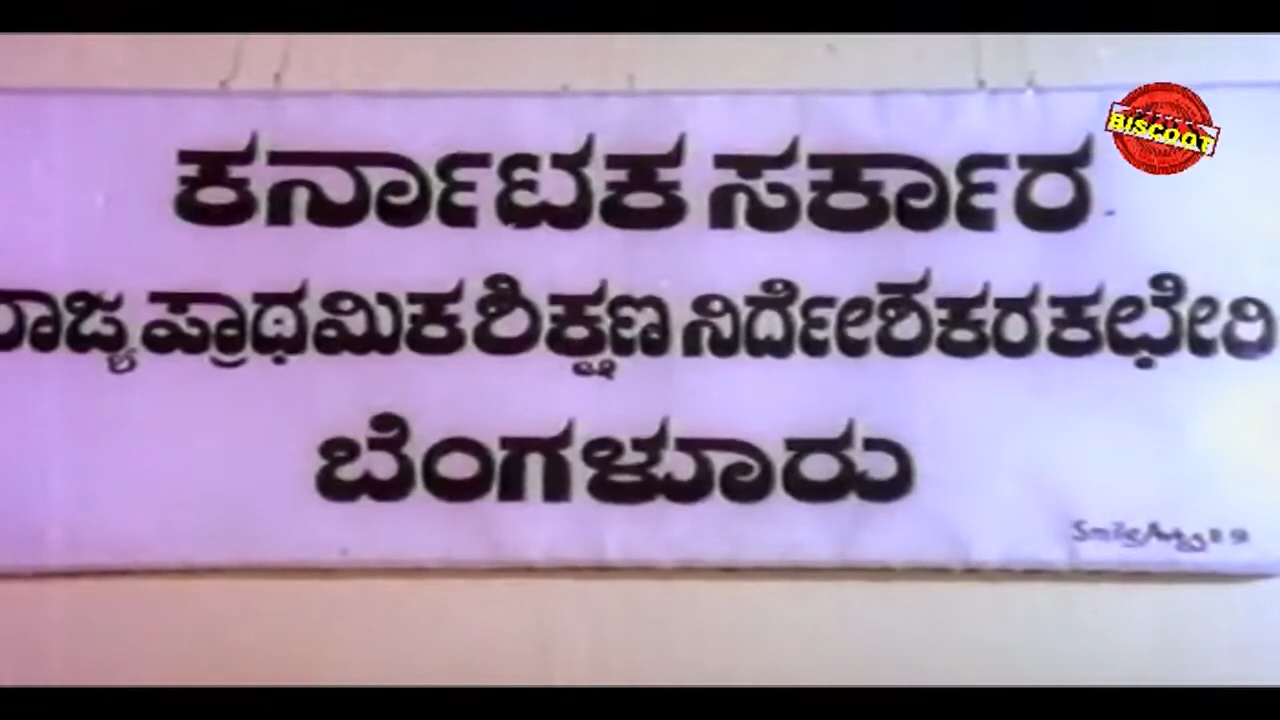 ಕರ್ನಾಟಕ ಸರ್ಕಾರ
BISCOOT
ರಾಜ್ಯ ಪ್ರಾಥಮಿಕ ಶಿಕ್ಷಣ ನಿರ್ದೇಶಕರ ಕಛೇರಿ
ಬೆಂಗಳೂರು